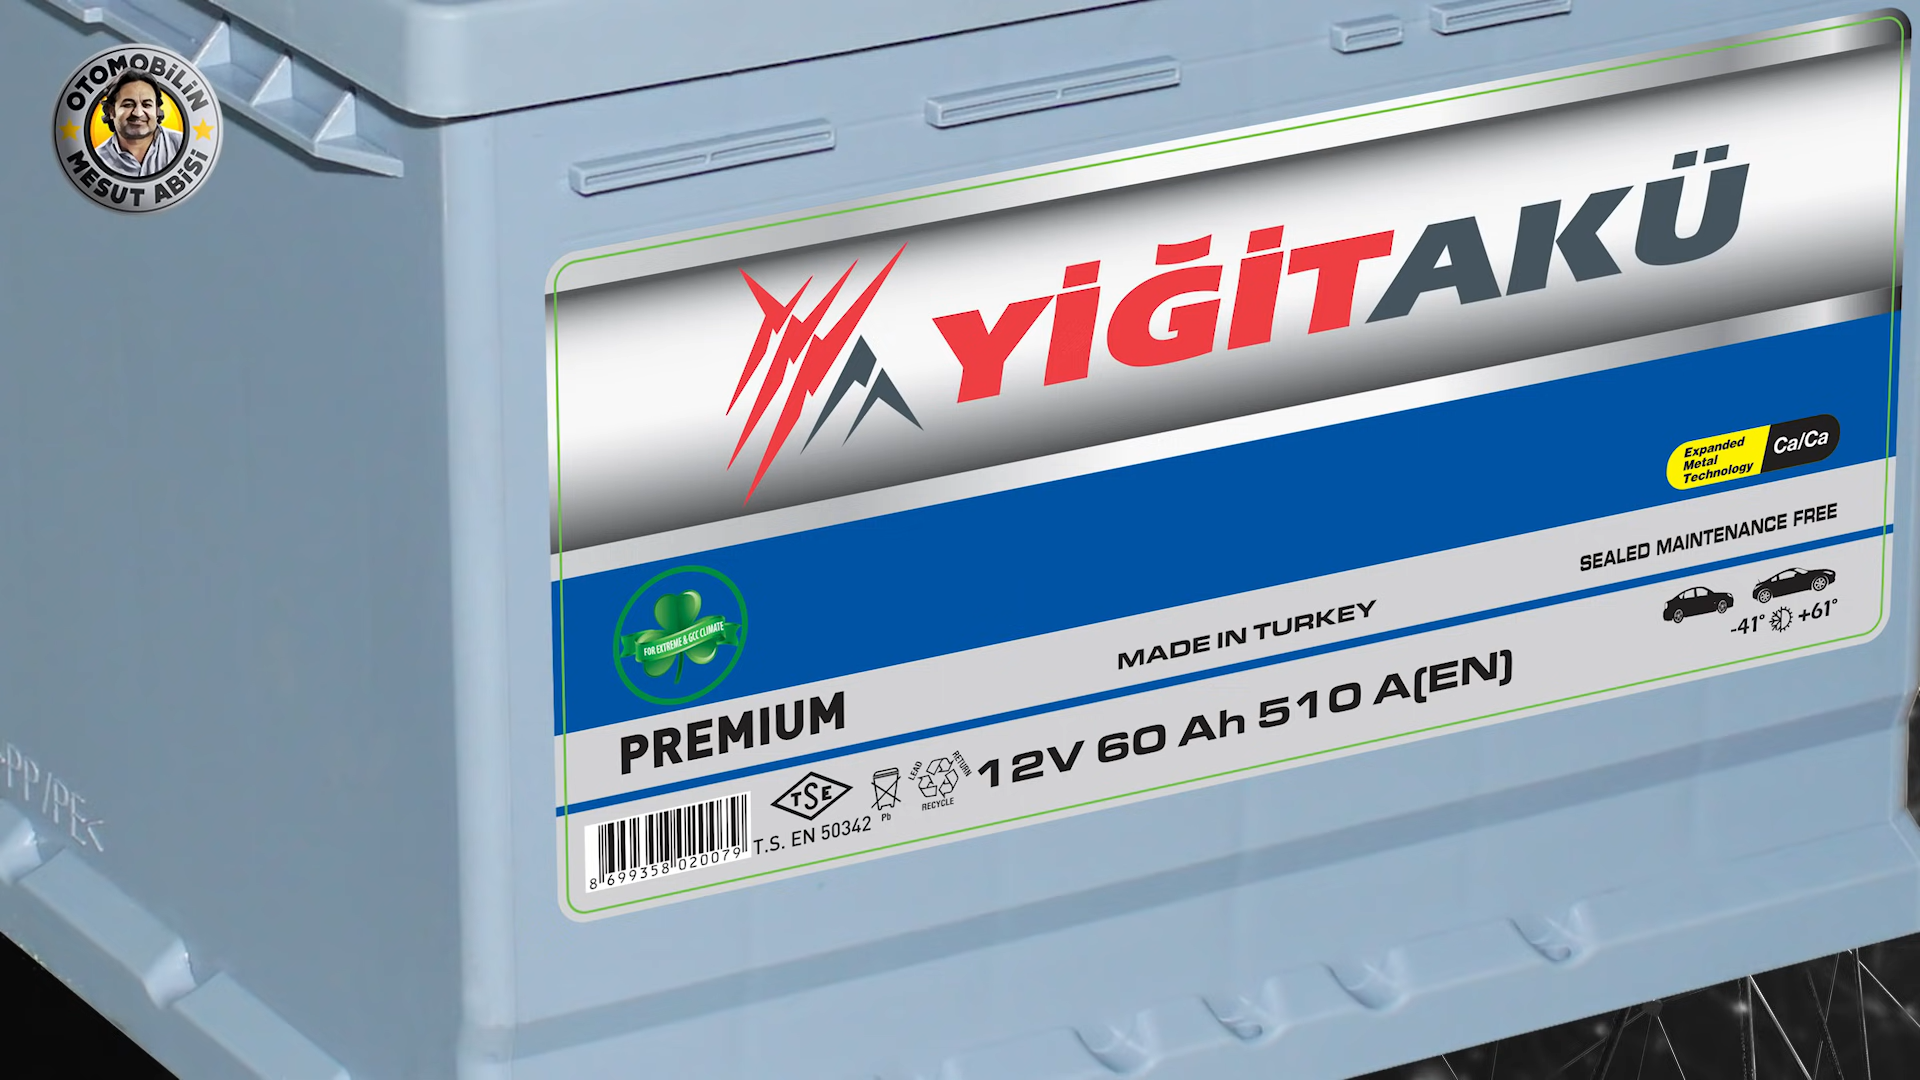 OTOMOBİLİN
MESUT ABİSİ
YİĞİTAKÜ
Expanded
Metal
Technology
Ca/Ca
SEALED MAINTENANCE FREE
-41° +61°
FOR EXTREME & GCC CLIMATE
MADE IN TURKEY
PREMIUM
12V 60 Ah 510 A(EN)
TSE
Pb
LEAD
RETURN
RECYCLE
T.S. EN 50342
8 699358 020079
PP/PE<